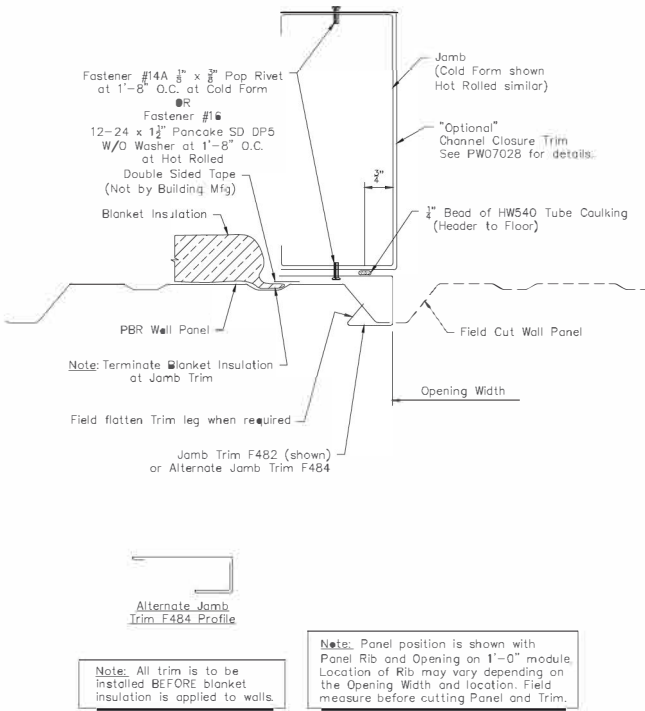 Fastener #14A ⅛" x ⅜" Pop Rivet
at 1'-8" O.C. at Cold Form
OR
Fastener #16
12-24 x 1½" Pancake SD DP5
W/O Washer at 1'-8" O.C.
at Hot Rolled
Double Sided Tape
(Not by Building Mfg)
Blanket Insulation
PBR Wall Panel
Note: Terminate Blanket Insulation
at Jamb Trim
Field flatten Trim leg when required
Jamb Trim F482 (shown)
or Alternate Jamb Trim F484
Jamb
(Cold Form shown
Hot Rolled similar)
"Optional"
Channel Closure Trim
See PW07028 for details.
¾"
¼" Bead of HW540 Tube Caulking
(Header to Floor)
Field Cut Wall Panel
Opening Width
Alternate Jamb
Trim F484 Profile
Note: All trim is to be
installed BEFORE blanket
insulation is applied to walls.
Note: Panel position is shown with
Panel Rib and Opening on 1'-0" module,
Location of Rib may vary depending on
the Opening Width and location. Field
measure before cutting Panel and Trim.